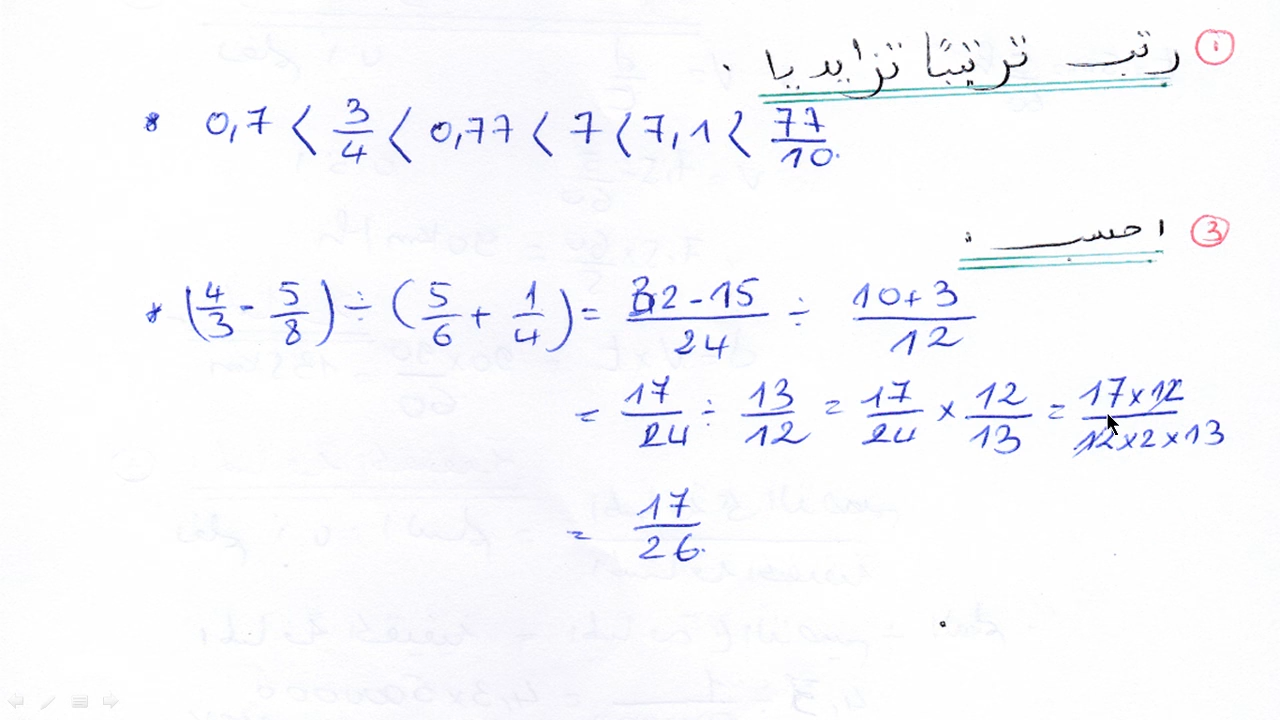 ① رتب ترتيبًا تزايديا .
* 0,7 < 3/4 < 0,77 < 7 < 7,1 < 77/10.
③ احسب :
* (4/3 - 5/8) ÷ (5/6 + 1/4) = 32-15/24 ÷ 10+3/12
= 17/24 ÷ 13/12 = 17/24 × 12/13 = 17×12/12×2×13
= 17/26.